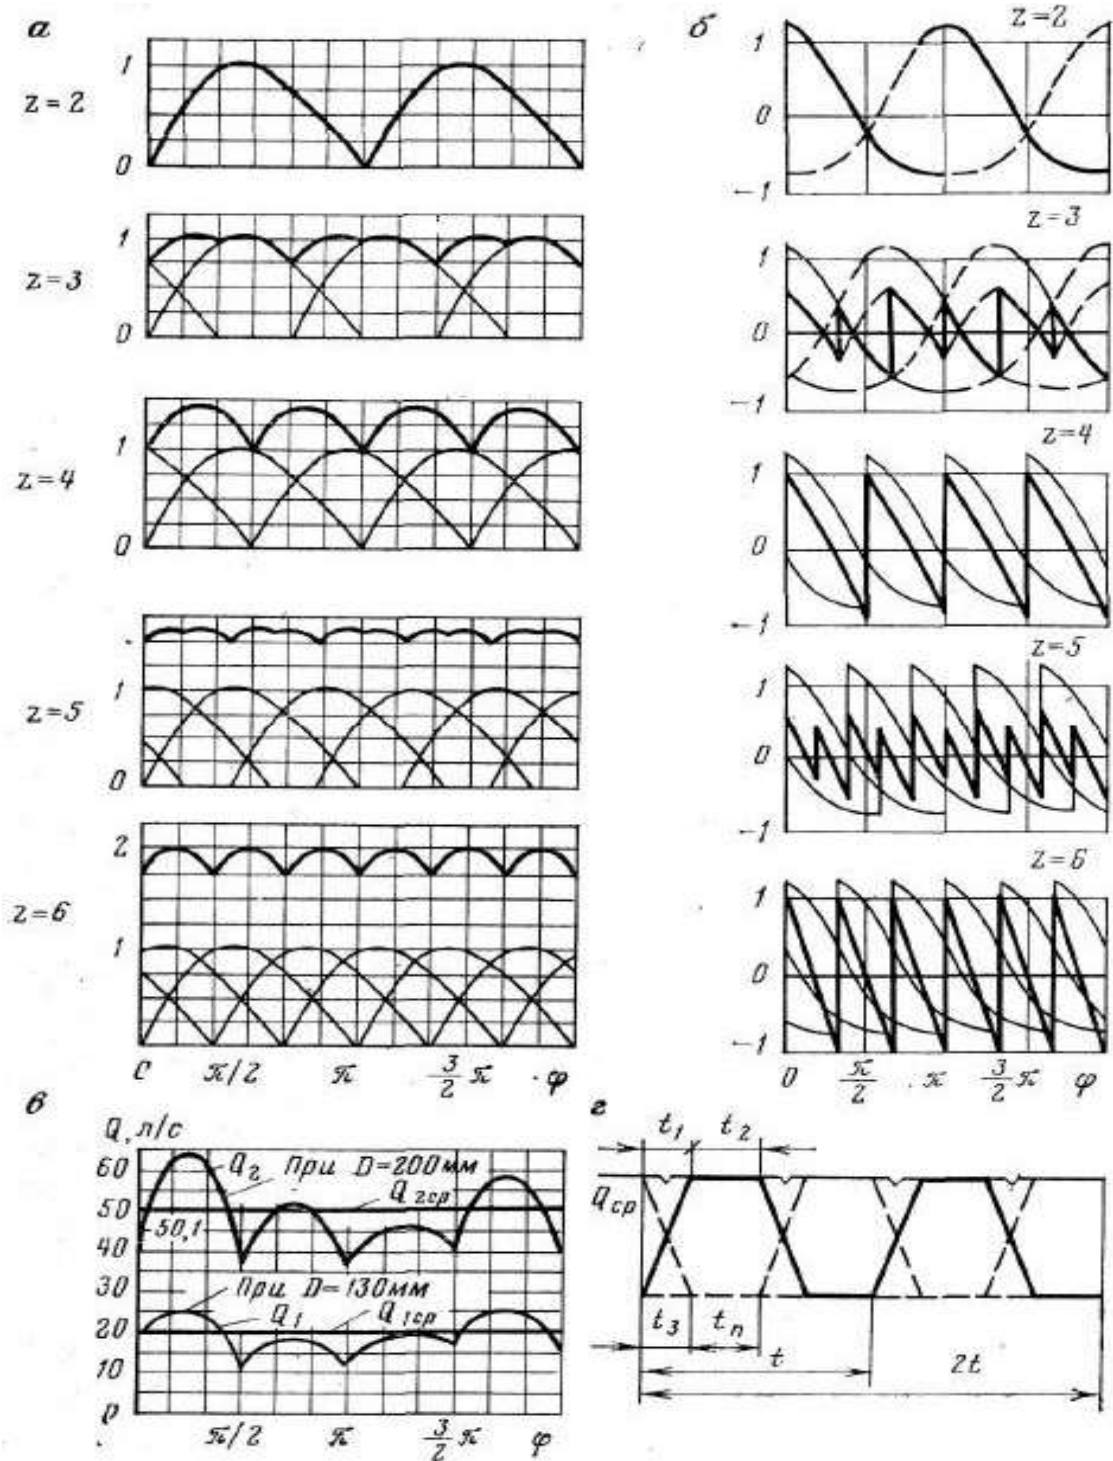 а
z=2
1
0
z=3
1
0
z=4
1
0
z=5
1
0
z=6
2
1
0 π/2 π 3/2 π φ
б
z=2
1
0
-1
z=3
1
0
-1
z=4
1
0
-1
z=5
1
0
-1
z=6
1
0
-1
0 π/2 π 3/2 π φ
в
Q, л/с
60
50
40
30
20
10
0
Q₂ При D=200мм
Q₂ср
50,1
При D=130мм
Q₁ Q₁ср
π/2 π 3/2 π φ
г
t₁ t₂
Qср
t₃ tп
t 2t